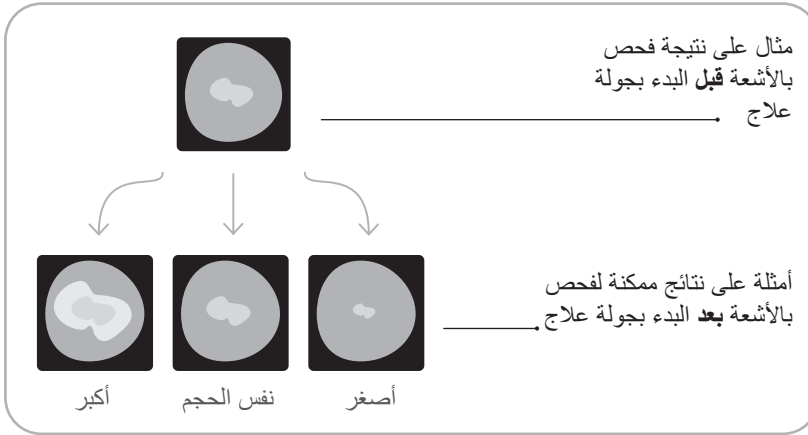 مثال على نتيجة فحص
بالأشعة قبل البدء بجولة
علاج
أمثلة على نتائج ممكنة لفحص
بالأشعة بعد البدء بجولة علاج
أصغر
نفس الحجم
أكبر